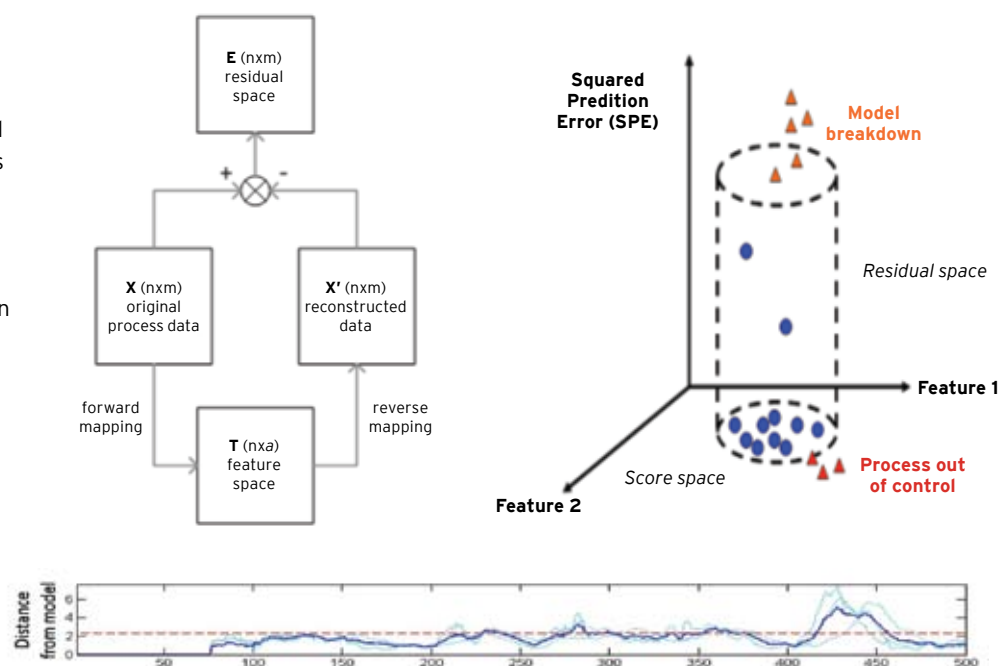 E (nxm)
residual
space
+
-
X (nxm)
original
process data
X′ (nxm)
reconstructed
data
forward
mapping
reverse
mapping
T (nxa)
feature
space
Squared
Predition
Error (SPE)
Model
breakdown
Residual space
Feature 1
Process out
of control
Score space
Feature 2
Distance
from model
6
4
2
0
50
100
150
200
250
300
350
400
450